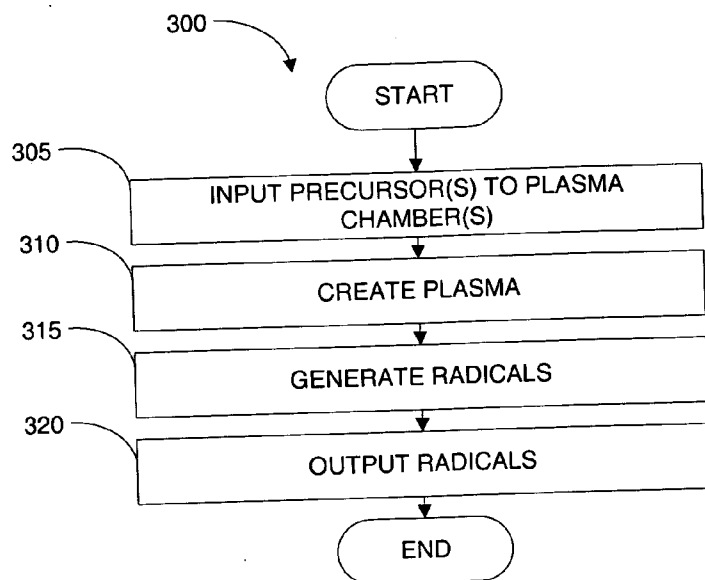 300
START
305
INPUT PRECURSOR(S) TO PLASMA
CHAMBER(S)
310
CREATE PLASMA
315
GENERATE RADICALS
320
OUTPUT RADICALS
END